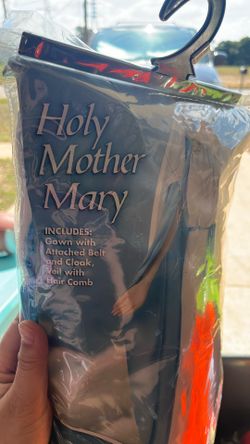 Holy
Mother
Mary
INCLUDES:
Gown with
Attached Belt
and Cloak,
Veil with
Hair Comb